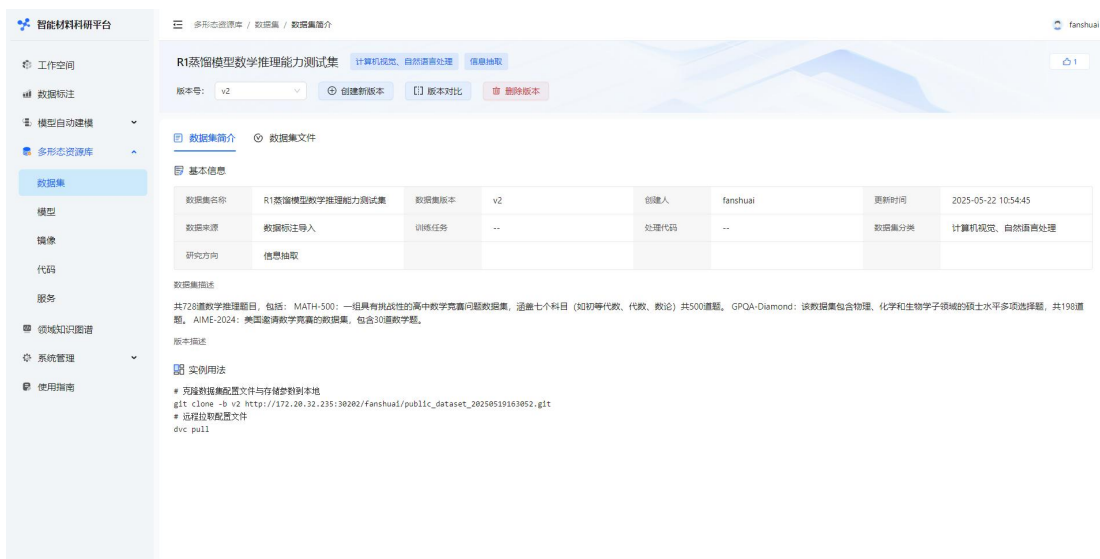 智能材料科研平台
多形态资源库 / 数据集 / 数据集简介
fanshuai
工作空间
数据标注
模型自动建模
多形态资源库
数据集
模型
镜像
代码
服务
领域知识图谱
系统管理
使用指南
R1蒸馏模型数学推理能力测试集 计算机视觉、自然语言处理 信息抽取
1
版本号: v2 创建新版本 版本对比 删除版本
数据集简介 数据集文件
基本信息
数据集名称 R1蒸馏模型数学推理能力测试集 数据集版本 v2 创建人 fanshuai 更新时间 2025-05-22 10:54:45
数据来源 数据标注导入 训练任务 -- 处理代码 -- 数据集分类 计算机视觉、自然语言处理
研究方向 信息抽取
数据集描述
共728道数学推理题目，包括： MATH-500：一组具有挑战性的高中数学竞赛问题数据集，涵盖七个科目（如初等代数、代数、数论）共500道题。 GPQA-Diamond：该数据集包含物理、化学和生物学子领域的硕士水平多项选择题，共198道
题。 AIME-2024：美国邀请数学竞赛的数据集，包含30道数学题。
版本描述
实例用法
# 克隆数据集配置文件与存储参数到本地
git clone -b v2 http://172.20.32.235:30202/fanshuai/public_dataset_20250519163052.git
# 远程拉取配置文件
dvc pull